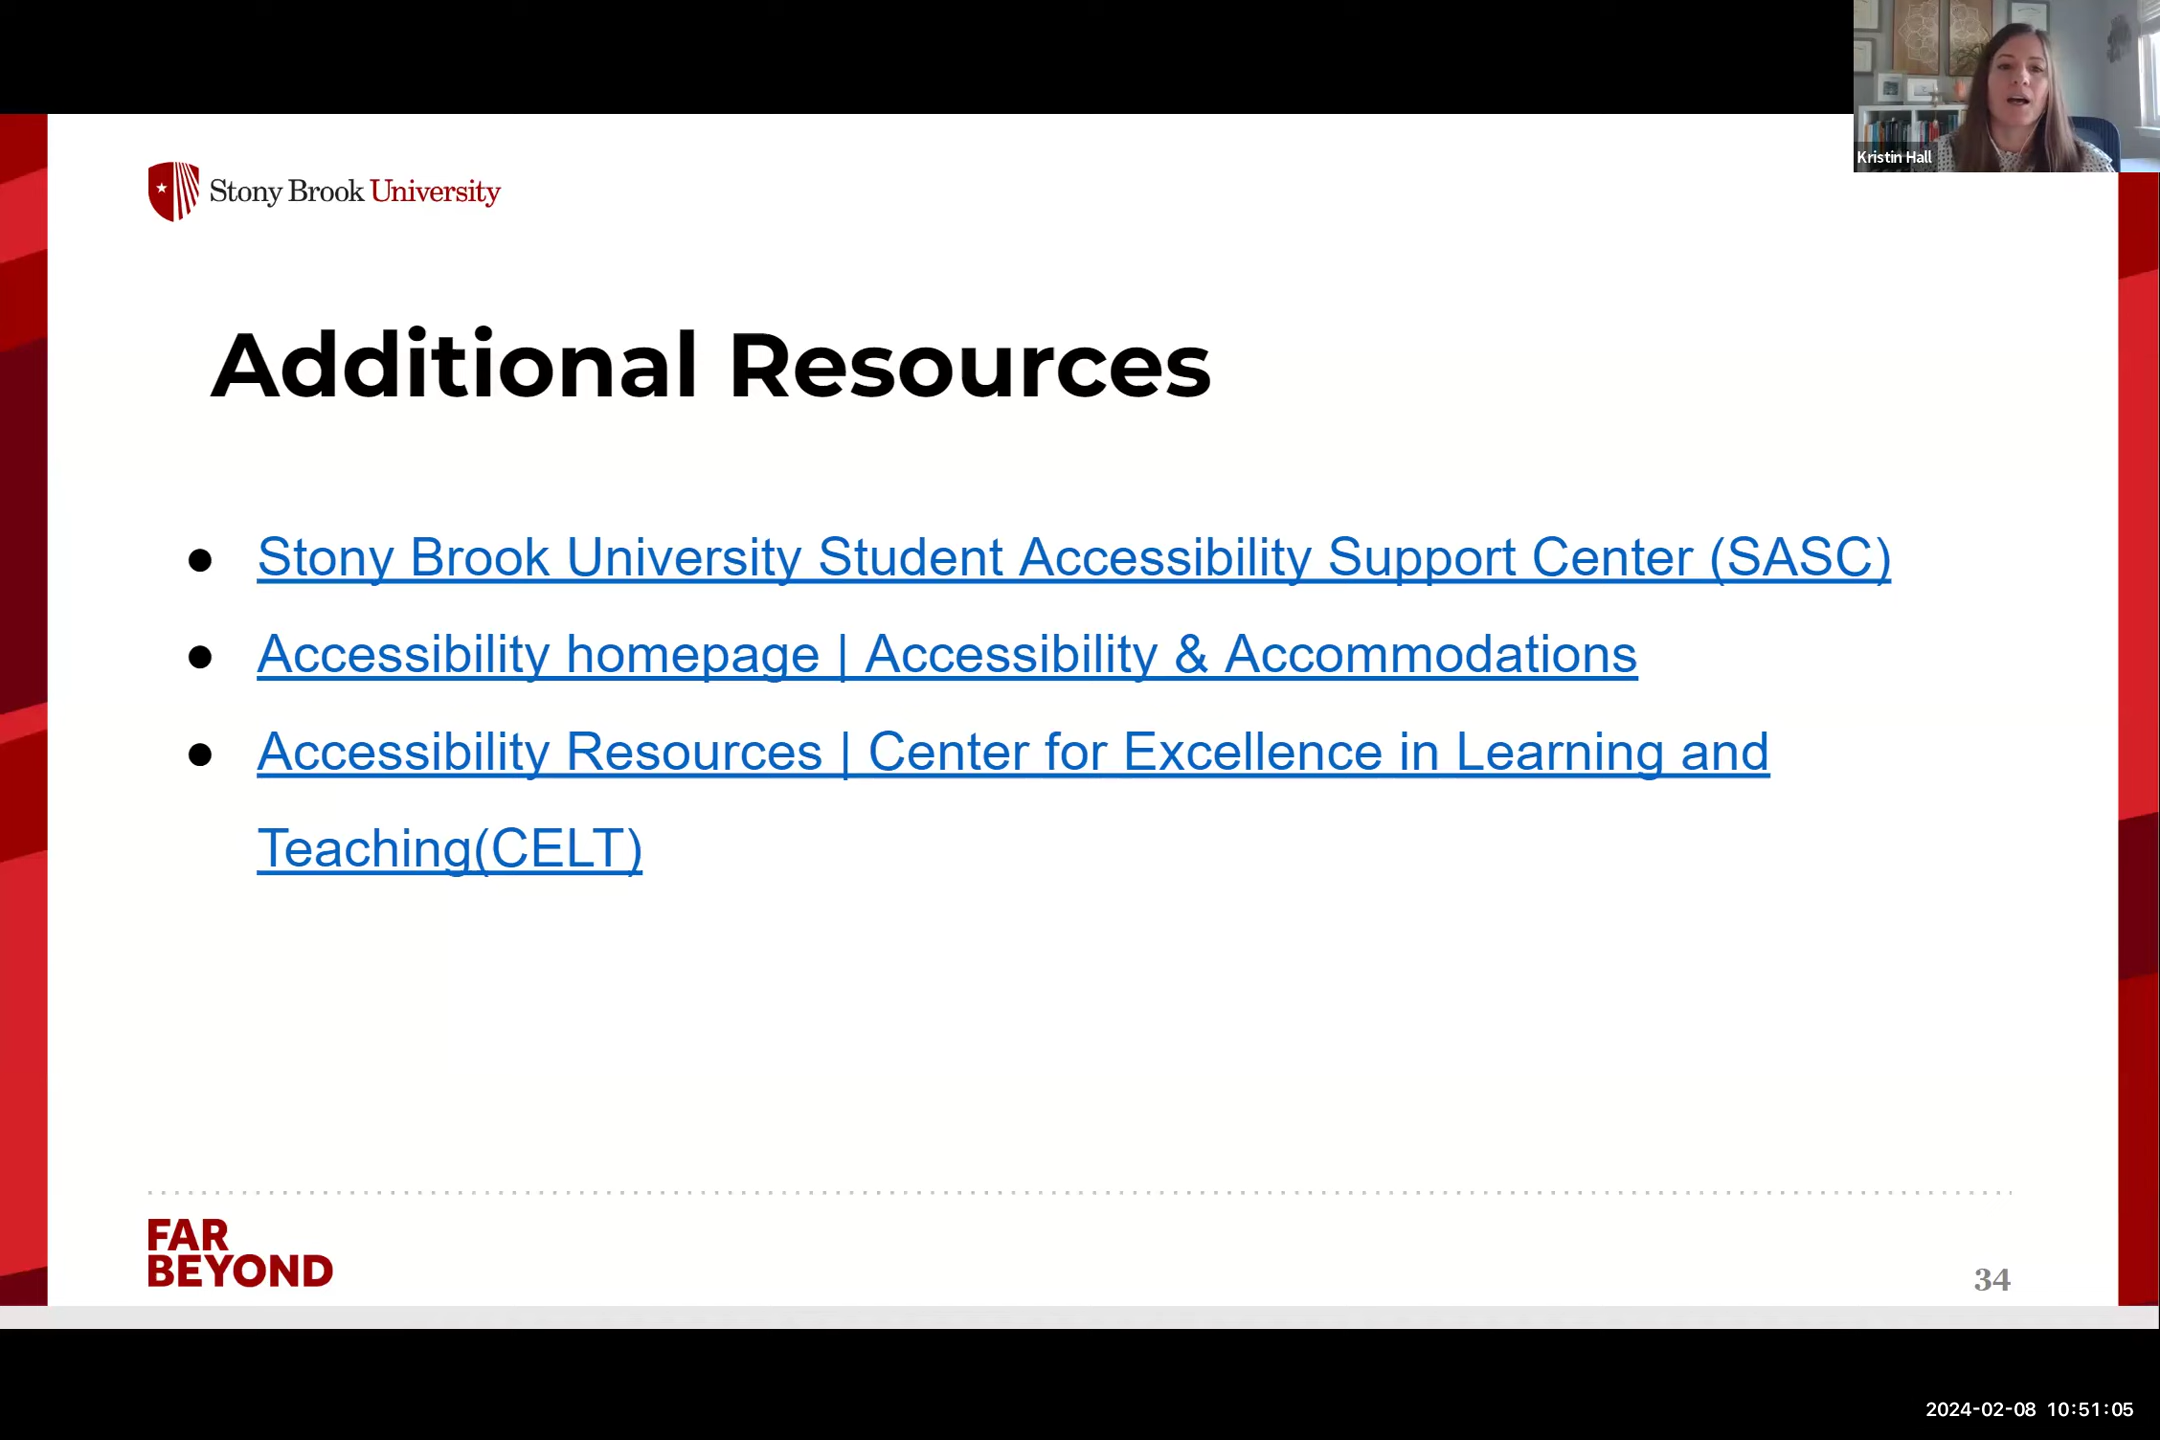 Kristin Hall
Stony Brook University
Additional Resources
● Stony Brook University Student Accessibility Support Center (SASC)
● Accessibility homepage | Accessibility & Accommodations
● Accessibility Resources | Center for Excellence in Learning and
Teaching(CELT)
FAR
BEYOND
34
2024-02-08 10:51:05